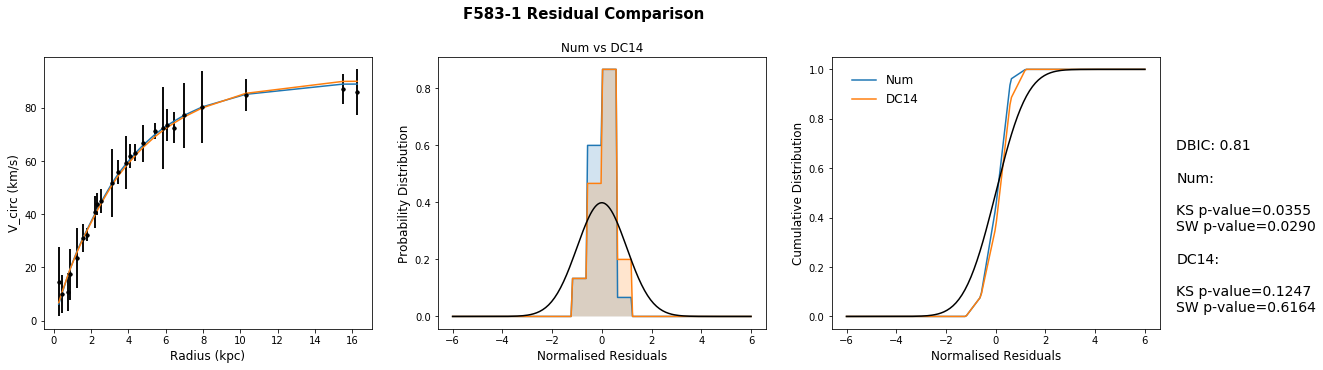 F583-1 Residual Comparison
V_circ (km/s)
80
60
40
20
0
0 2 4 6 8 10 12 14 16
Radius (kpc)
Num vs DC14
Probability Distribution
0.8
0.6
0.4
0.2
0.0
−6 −4 −2 0 2 4 6
Normalised Residuals
Cumulative Distribution
1.0
0.8
0.6
0.4
0.2
0.0
Num
DC14
−6 −4 −2 0 2 4 6
Normalised Residuals
DBIC: 0.81
Num:
KS p-value=0.0355
SW p-value=0.0290
DC14:
KS p-value=0.1247
SW p-value=0.6164